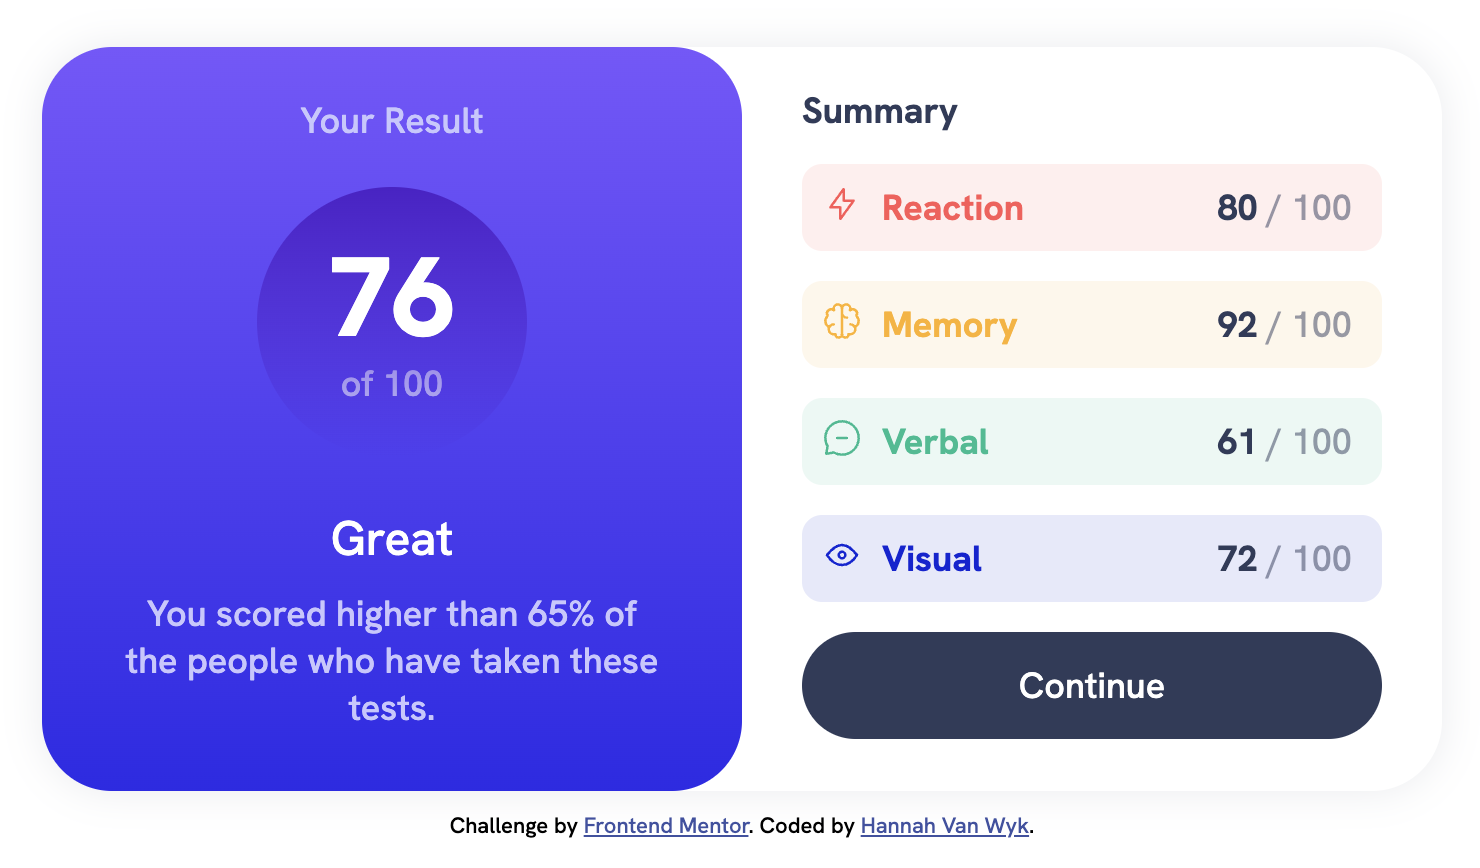 Your Result
76
of 100
Great
You scored higher than 65% of
the people who have taken these
tests.
Summary
Reaction 80 / 100
Memory 92 / 100
Verbal 61 / 100
Visual 72 / 100
Continue
Challenge by Frontend Mentor. Coded by Hannah Van Wyk.